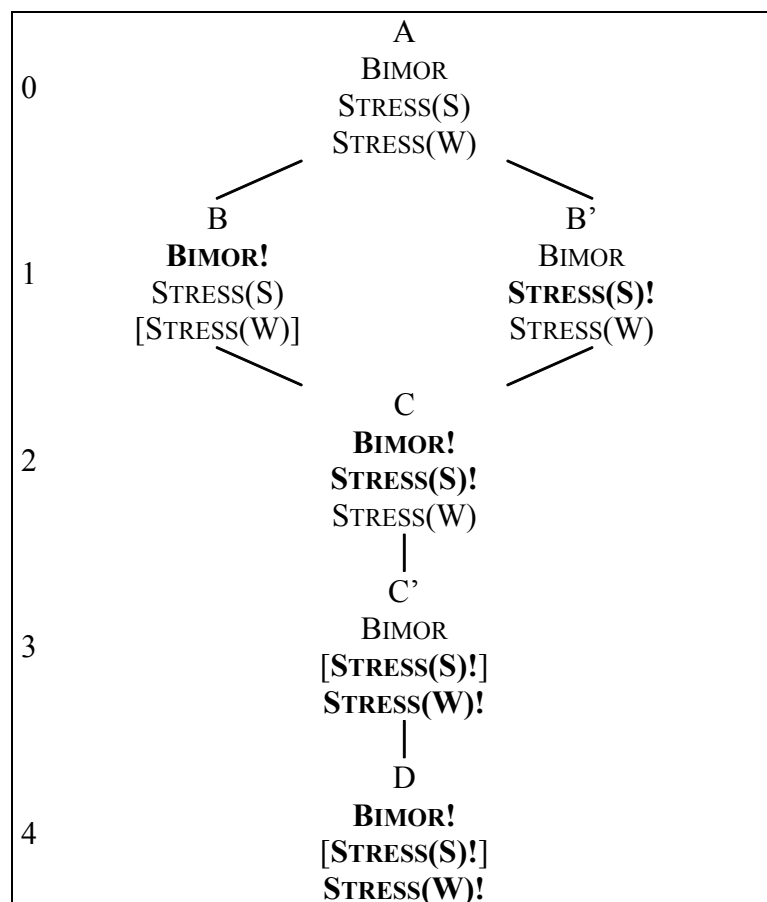 A
0
BIMOR
STRESS(S)
STRESS(W)
B B’
1
BIMOR! BIMOR
STRESS(S) STRESS(S)!
[STRESS(W)] STRESS(W)
C
2
BIMOR!
STRESS(S)!
STRESS(W)
C’
3
BIMOR
[STRESS(S)!]
STRESS(W)!
D
4
BIMOR!
[STRESS(S)!]
STRESS(W)!